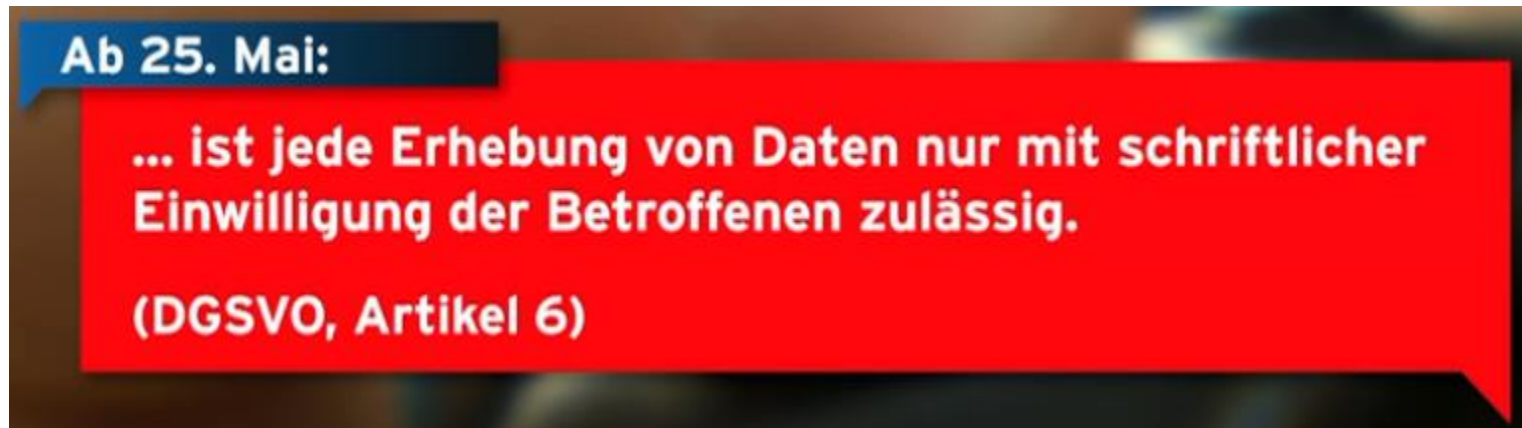 Ab 25. Mai:
... ist jede Erhebung von Daten nur mit schriftlicher
Einwilligung der Betroffenen zulässig.
(DGSVO, Artikel 6)